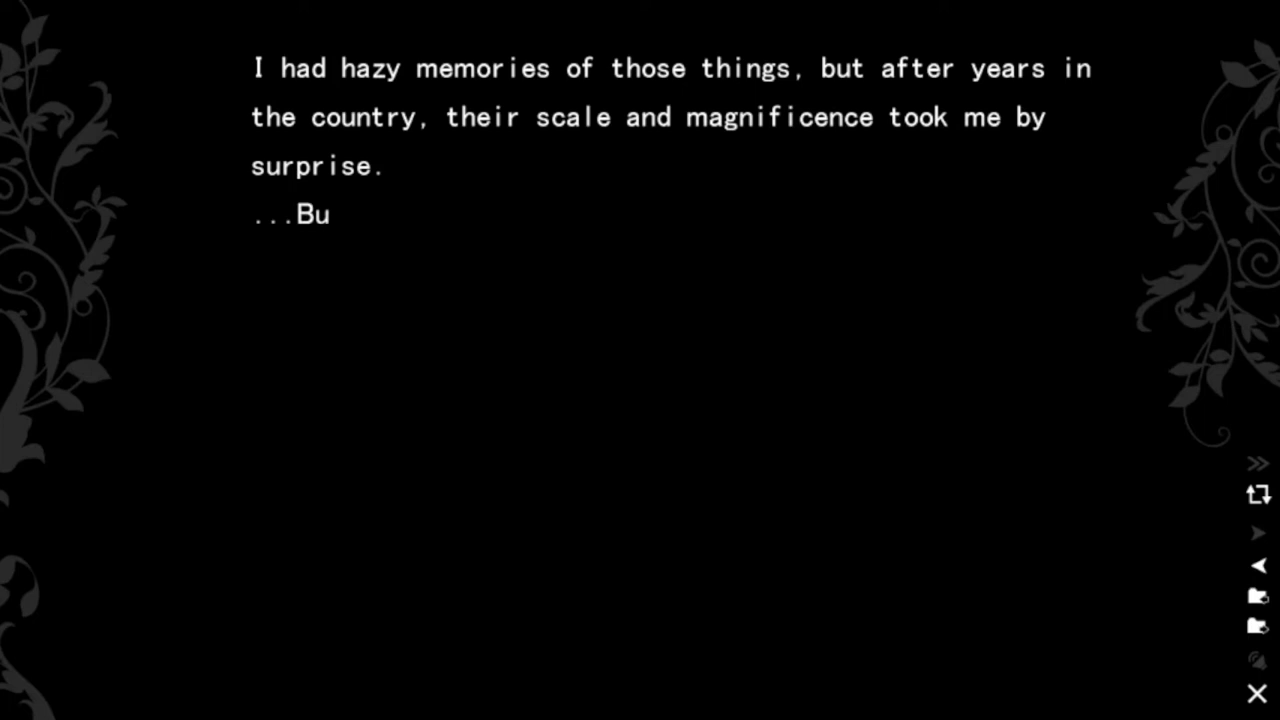 I had hazy memories of those things, but after years in
the country, their scale and magnificence took me by
surprise.
...Bu